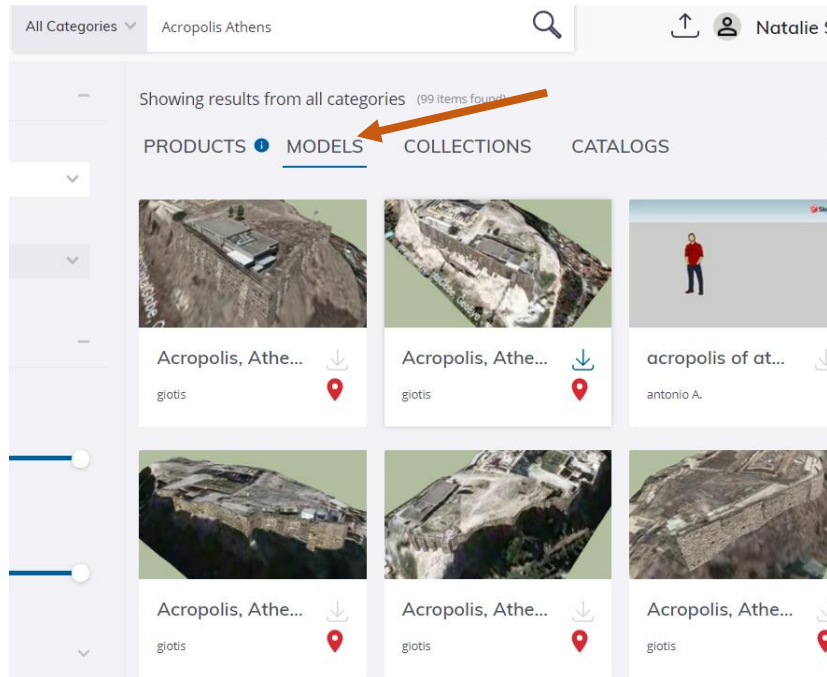 All Categories
Acropolis Athens
Natalie S
Showing results from all categories (99 items found)
PRODUCTS MODELS COLLECTIONS CATALOGS
Acropolis, Athe... Acropolis, Athe... acropolis of at...
giotis giotis antonio A.
Acropolis, Athe... Acropolis, Athe... Acropolis, Athe...
giotis giotis giotis